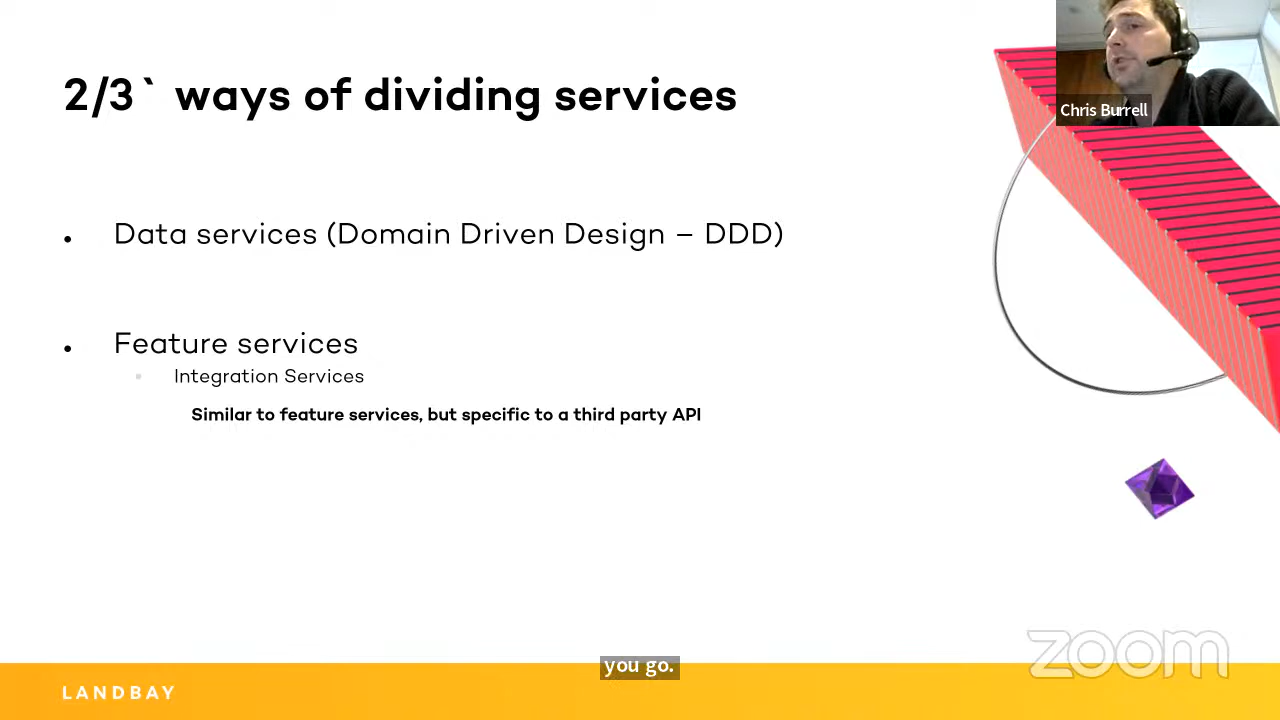 2/3` ways of dividing services
Chris Burrell
Data services (Domain Driven Design – DDD)
Feature services
Integration Services
Similar to feature services, but specific to a third party API
zoom
you go.
LANDBAY